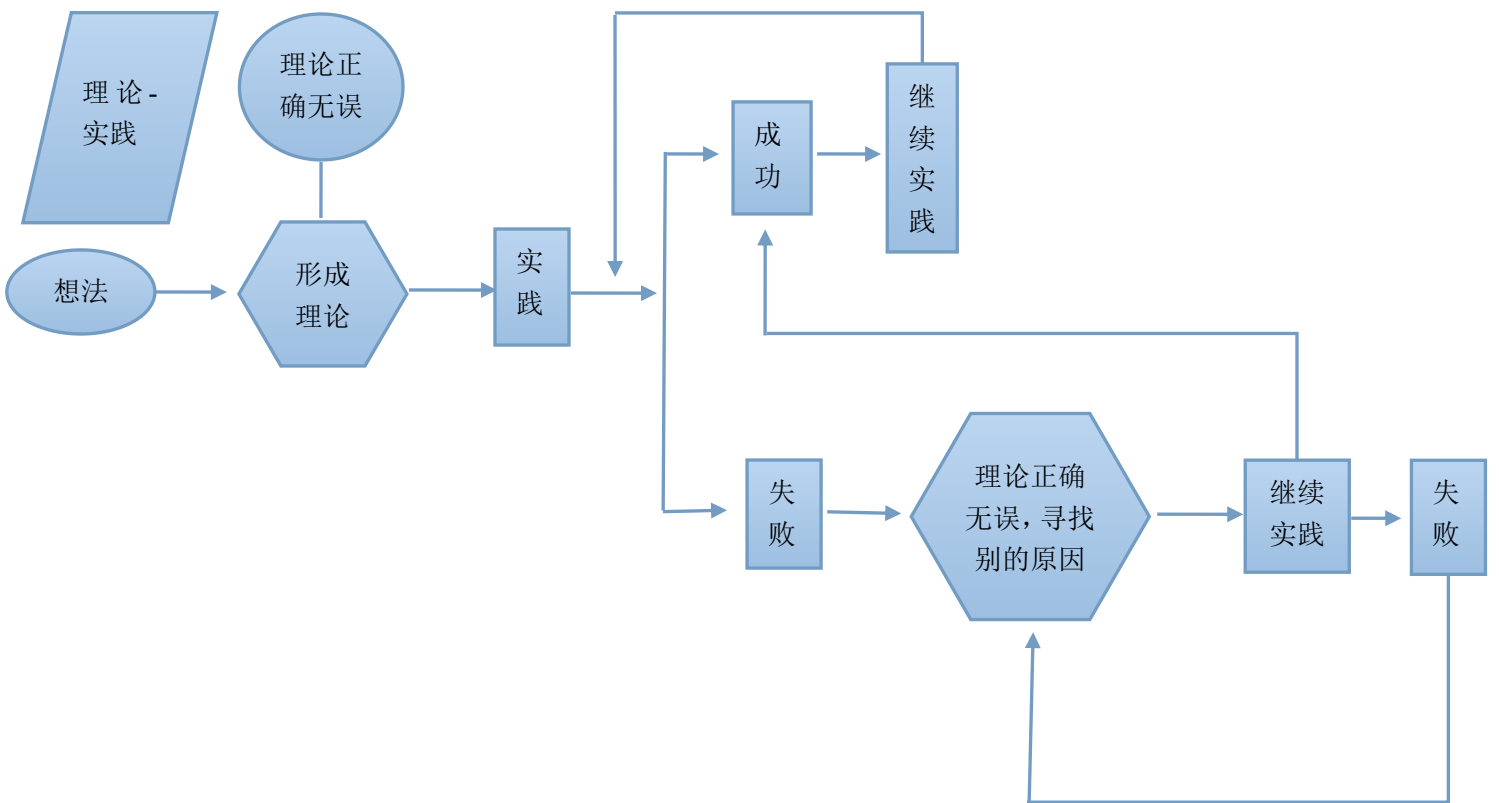 理 论 -
实践
理论正
确无误
想法
形成
理论
实
践
成
功
继
续
实
践
失
败
理论正确
无误，寻找
别的原因
继续
实践
失
败